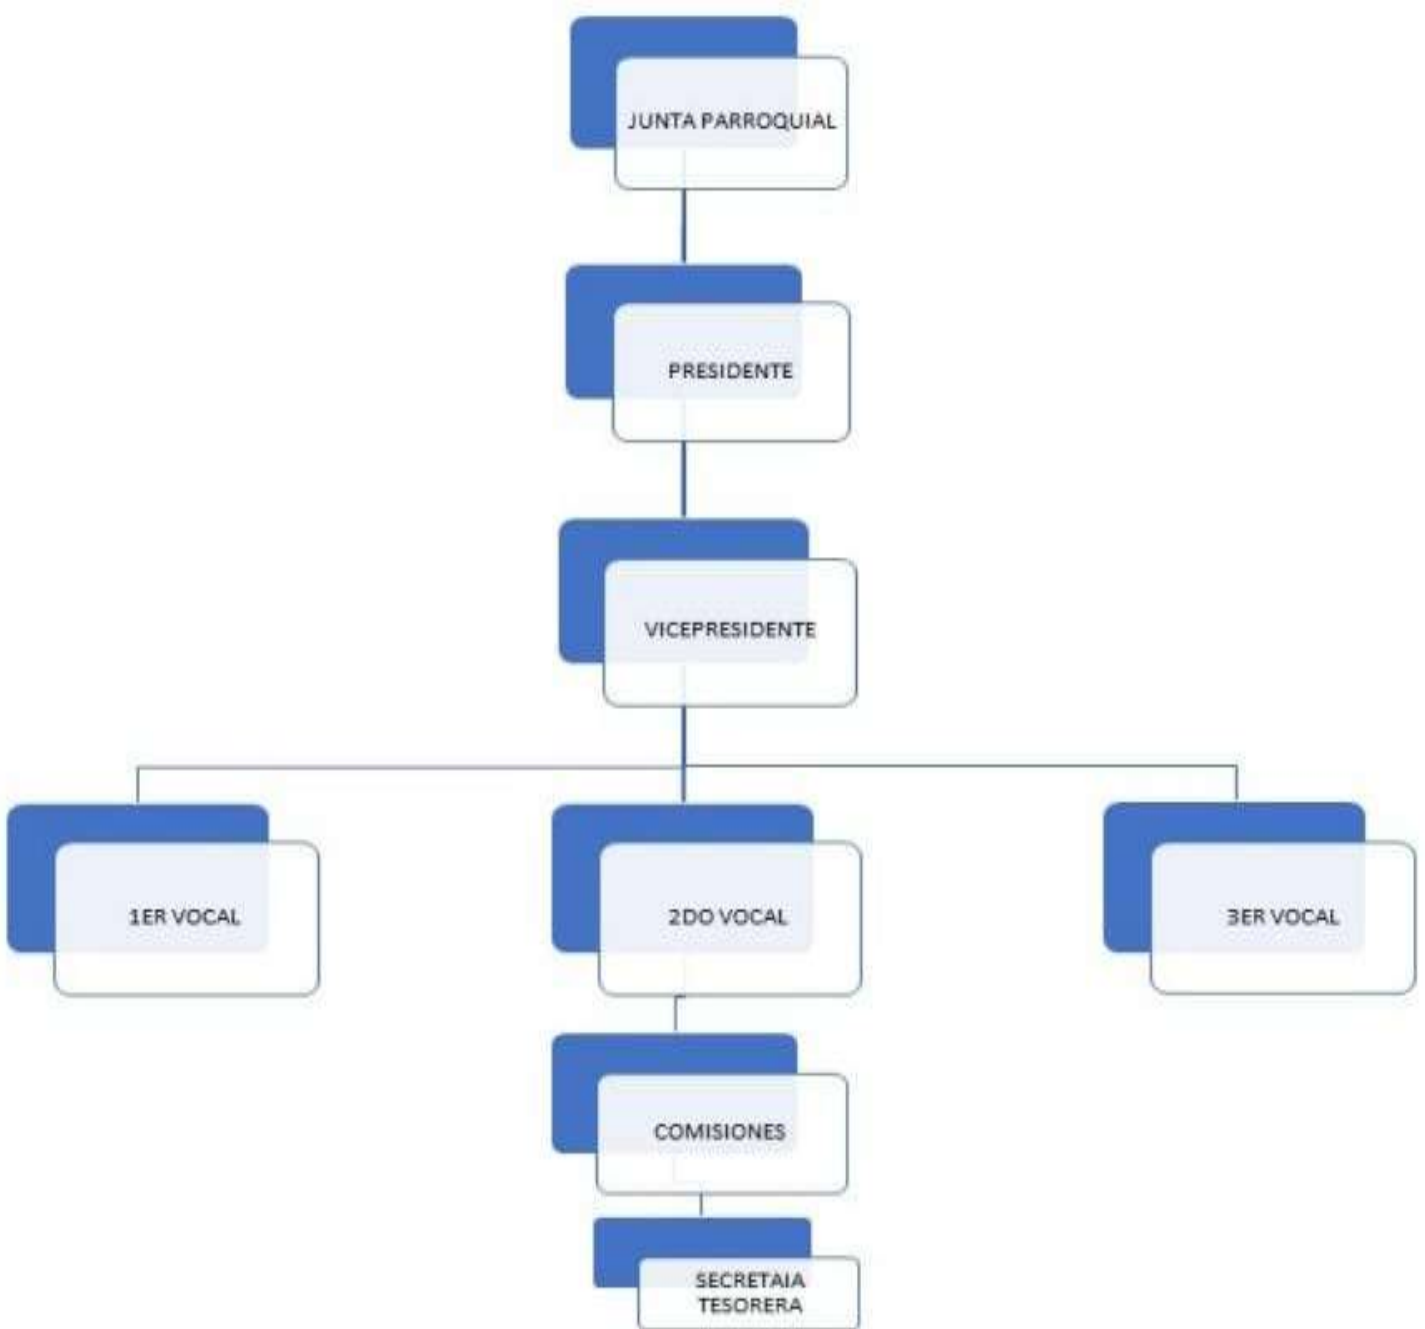 JUNTA PARROQUIAL
PRESIDENTE
VICEPRESIDENTE
1ER VOCAL
2DO VOCAL
3ER VOCAL
COMISIONES
SECRETAIA
TESORERA